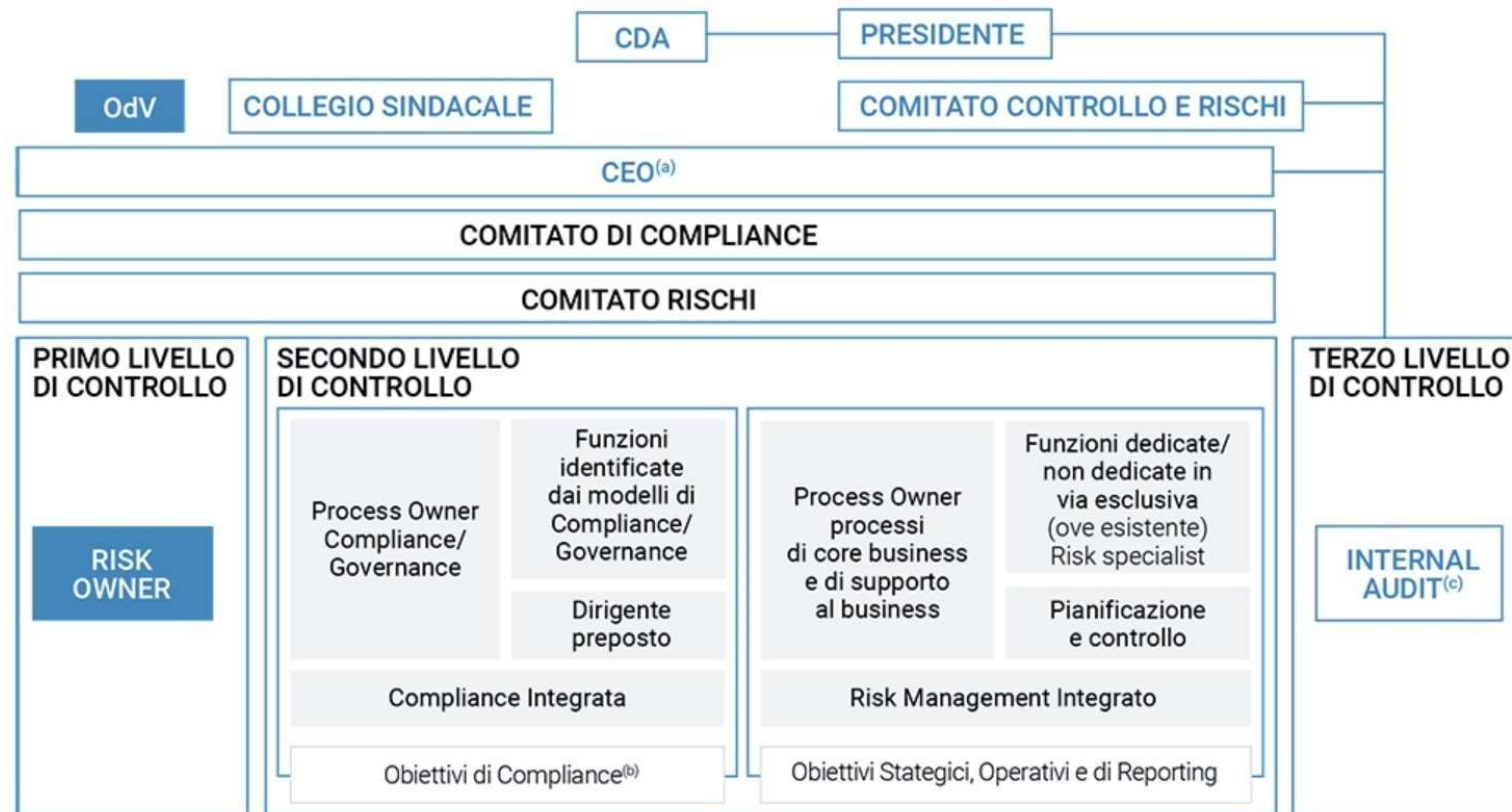 CDA
PRESIDENTE
OdV
COLLEGIO SINDACALE
COMITATO CONTROLLO E RISCHI
CEO(a)
COMITATO DI COMPLIANCE
COMITATO RISCHI
PRIMO LIVELLO
DI CONTROLLO
RISK
OWNER
SECONDO LIVELLO
DI CONTROLLO
Process Owner
Compliance/
Governance
Funzioni
identificate
dai modelli di
Compliance/
Governance
Dirigente
preposto
Compliance Integrata
Obiettivi di Compliance(b)
Process Owner
processi
di core business
e di supporto
al business
Funzioni dedicate/
non dedicate in
via esclusiva
(ove esistente)
Risk specialist
Pianificazione
e controllo
Risk Management Integrato
Obiettivi Stategici, Operativi e di Reporting
TERZO LIVELLO
DI CONTROLLO
INTERNAL
AUDIT(c)